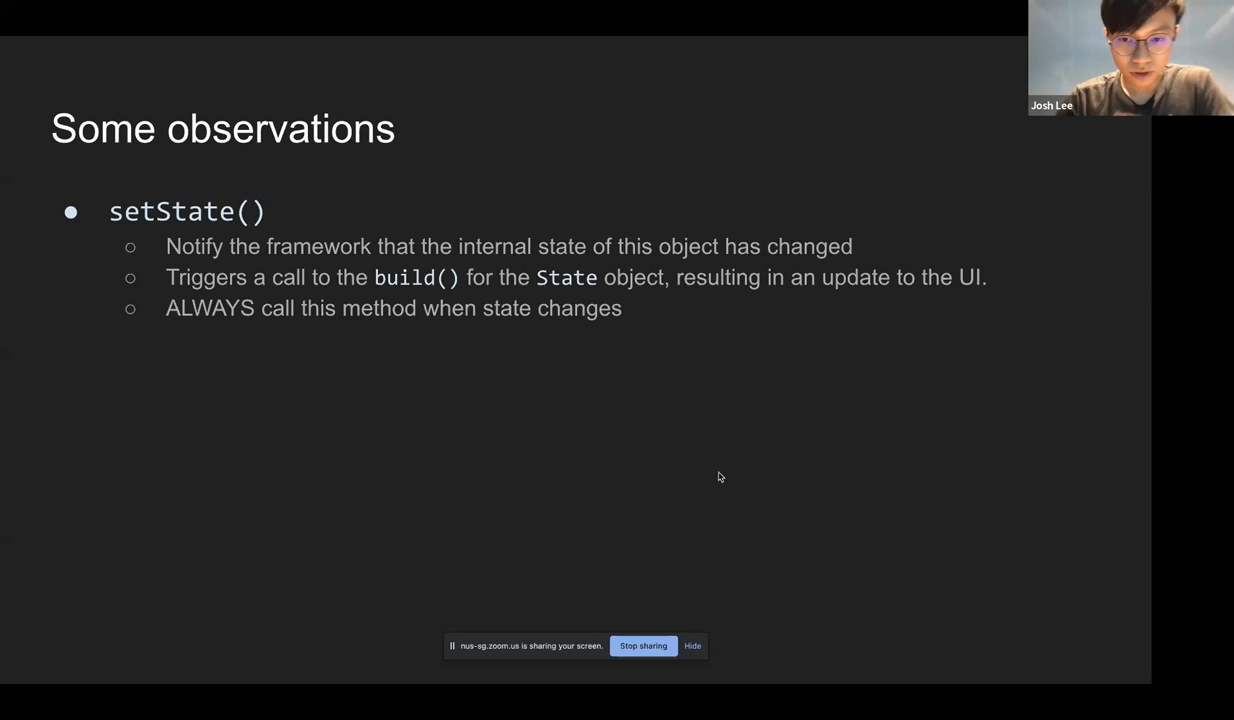 Josh Lee
Some observations
● setState()
○ Notify the framework that the internal state of this object has changed
○ Triggers a call to the build() for the State object, resulting in an update to the UI.
○ ALWAYS call this method when state changes
nus-sg.zoom.us is sharing your screen. Stop sharing Hide